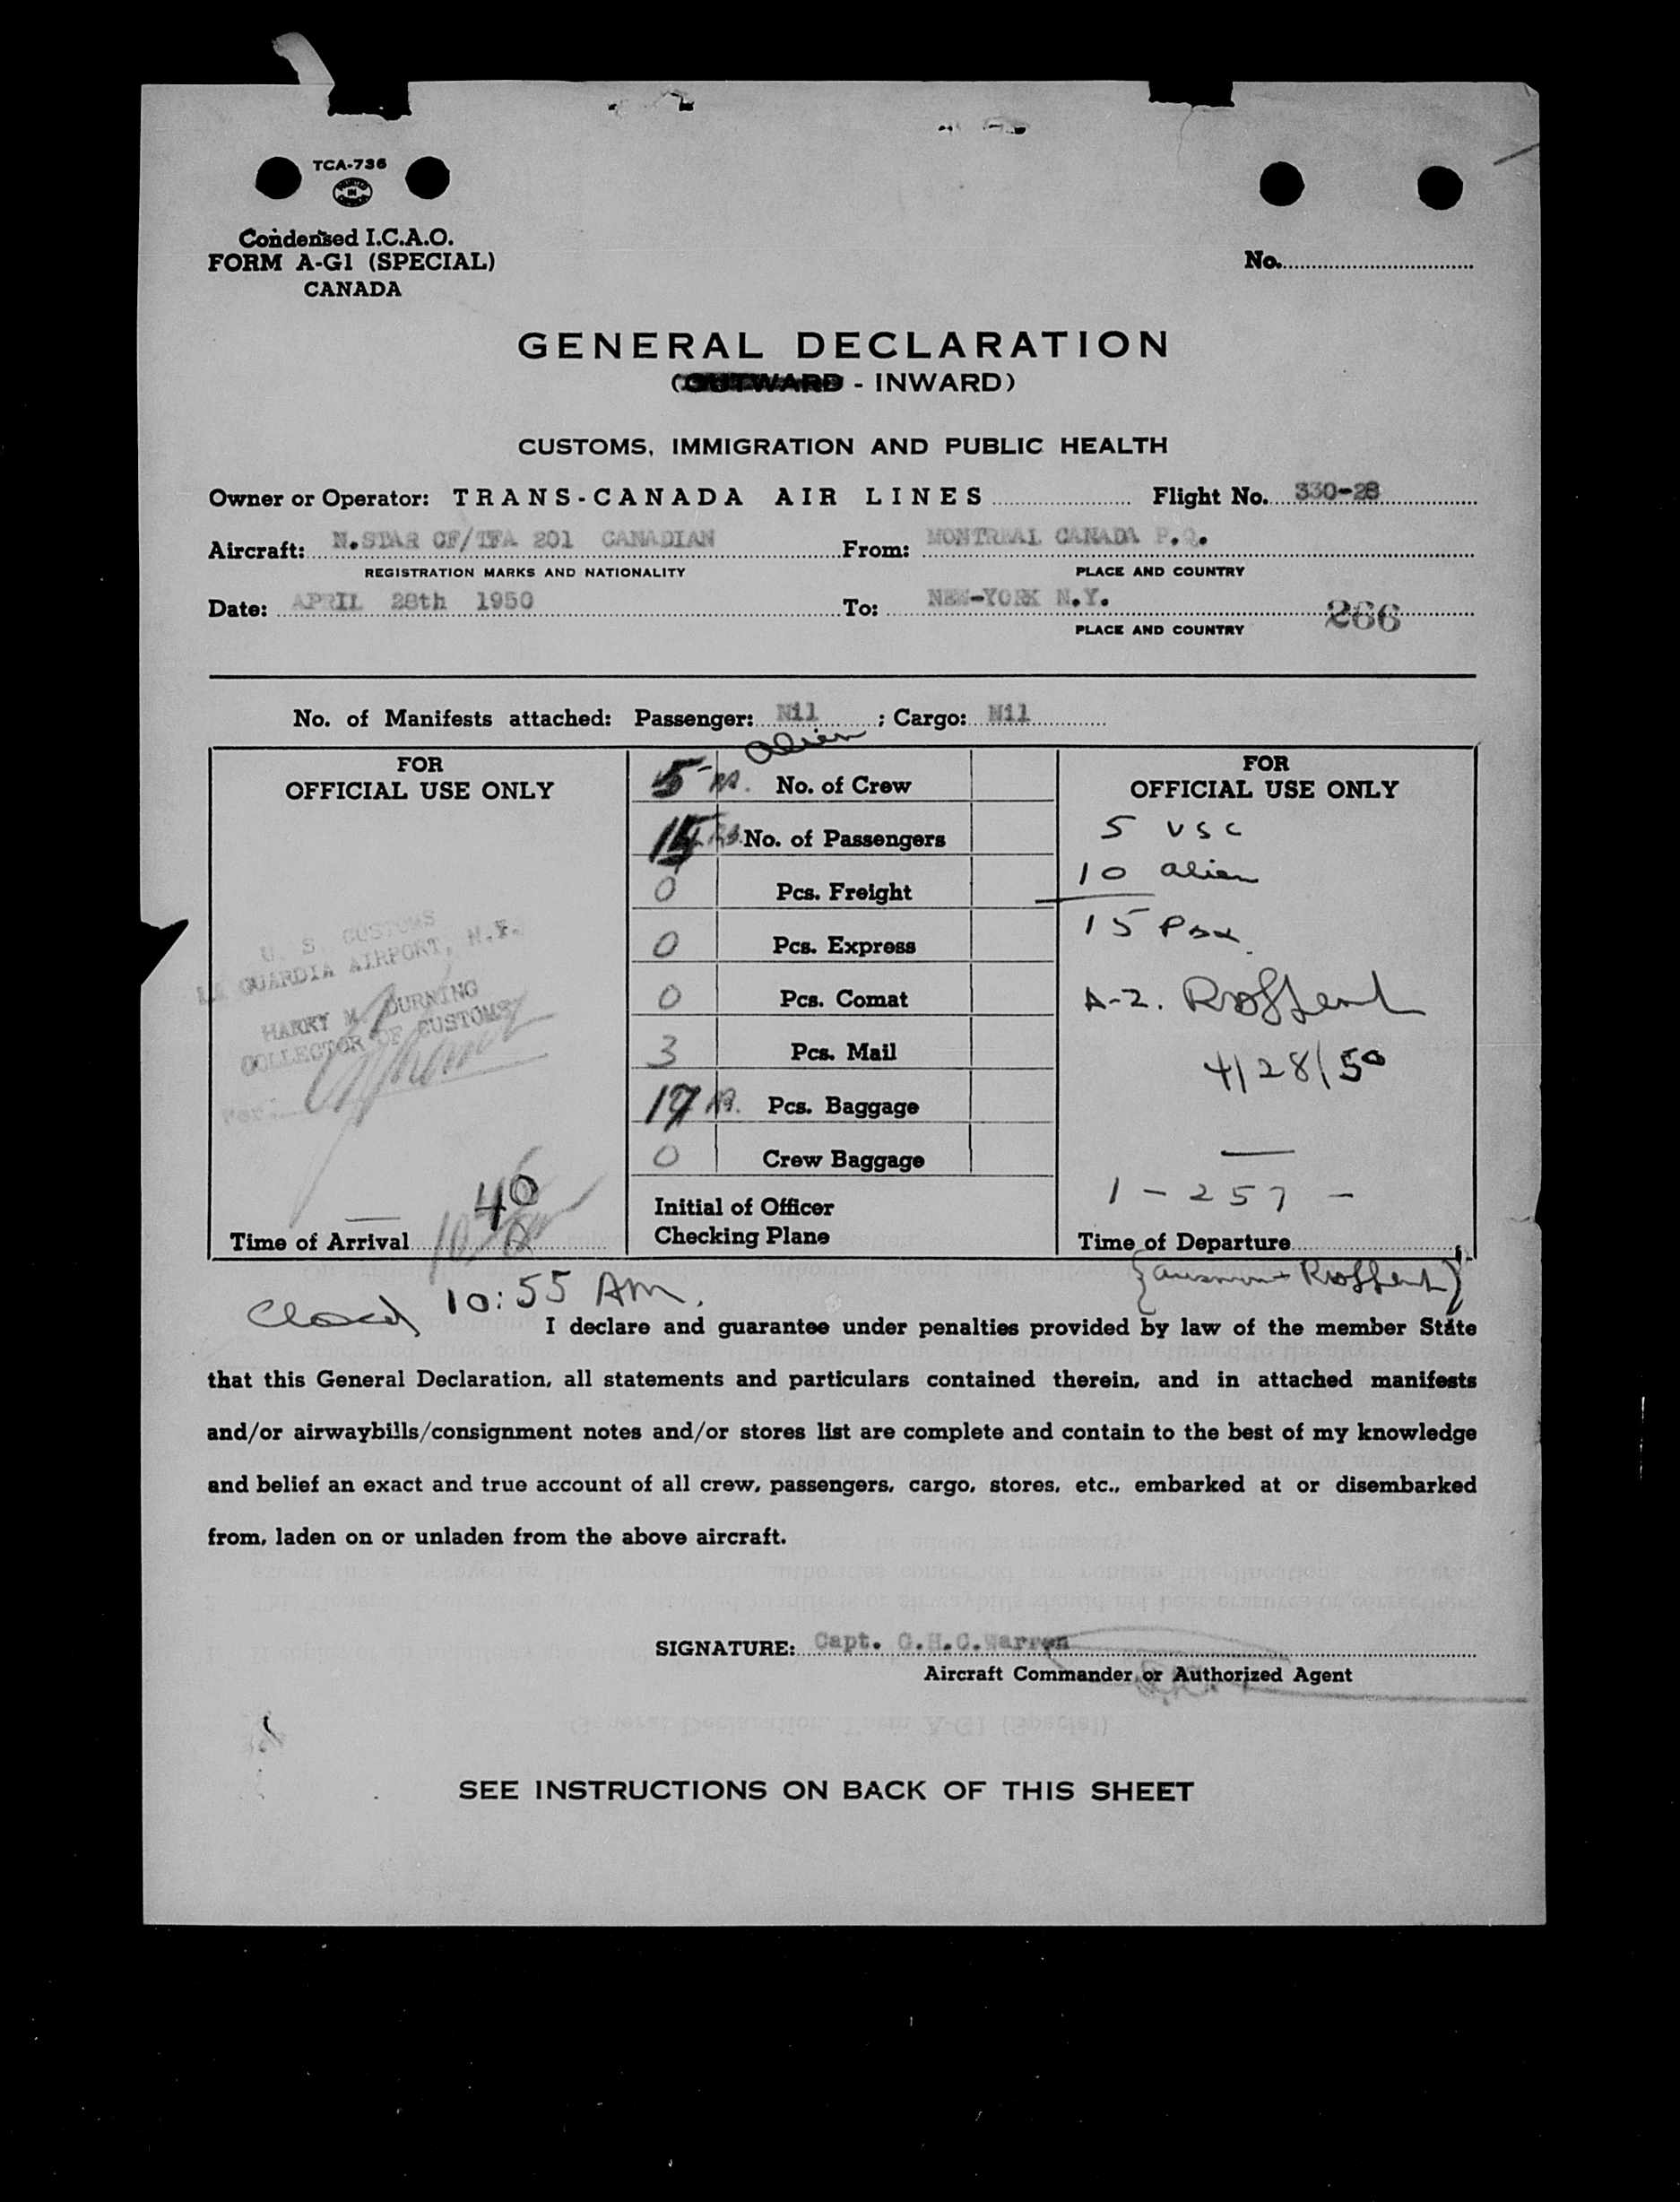 TCA-736
Condensed I.C.A.O.
FORM A-G1 (SPECIAL)
CANADA
No.
GENERAL DECLARATION
(OUTWARD - INWARD)
CUSTOMS, IMMIGRATION AND PUBLIC HEALTH
Owner or Operator: TRANS-CANADA AIR LINES Flight No. 330-28
Aircraft: N.STAR CF/TFA 201 CANADIAN From: MONTREAL CANADA P.Q.
REGISTRATION MARKS AND NATIONALITY PLACE AND COUNTRY
Date: APRIL 28th 1950 To: NEW-YORK N.Y.
PLACE AND COUNTRY 266
No. of Manifests attached: Passenger: Nil ; Cargo: Nil
alien
FOR
OFFICIAL USE ONLY
U. S. CUSTOMS
LA GUARDIA AIRPORT, N.Y.
HARRY M. DURNING
COLLECTOR OF CUSTOMS
Per:
40
Time of Arrival
5 No. of Crew
15 No. of Passengers
0 Pcs. Freight
0 Pcs. Express
0 Pcs. Comat
3 Pcs. Mail
17 Pcs. Baggage
0 Crew Baggage
Initial of Officer
Checking Plane
FOR
OFFICIAL USE ONLY
5 USC
10 alien
15 Pax
A-2.
4/28/50
1 - 257 -
Time of Departure
Closed 10:55 AM.
I declare and guarantee under penalties provided by law of the member State
that this General Declaration, all statements and particulars contained therein, and in attached manifests
and/or airwaybills/consignment notes and/or stores list are complete and contain to the best of my knowledge
and belief an exact and true account of all crew, passengers, cargo, stores, etc., embarked at or disembarked
from, laden on or unladen from the above aircraft.
SIGNATURE: Capt. G.H.C.Warren
Aircraft Commander or Authorized Agent
SEE INSTRUCTIONS ON BACK OF THIS SHEET